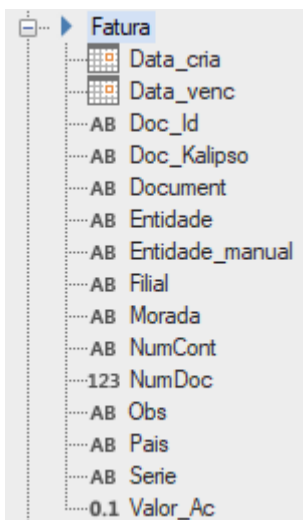 Fatura
Data_cria
Data_venc
AB Doc_Id
AB Doc_Kalipso
AB Document
AB Entidade
AB Entidade_manual
AB Filial
AB Morada
AB NumCont
123 NumDoc
AB Obs
AB Pais
AB Serie
0.1 Valor_Ac